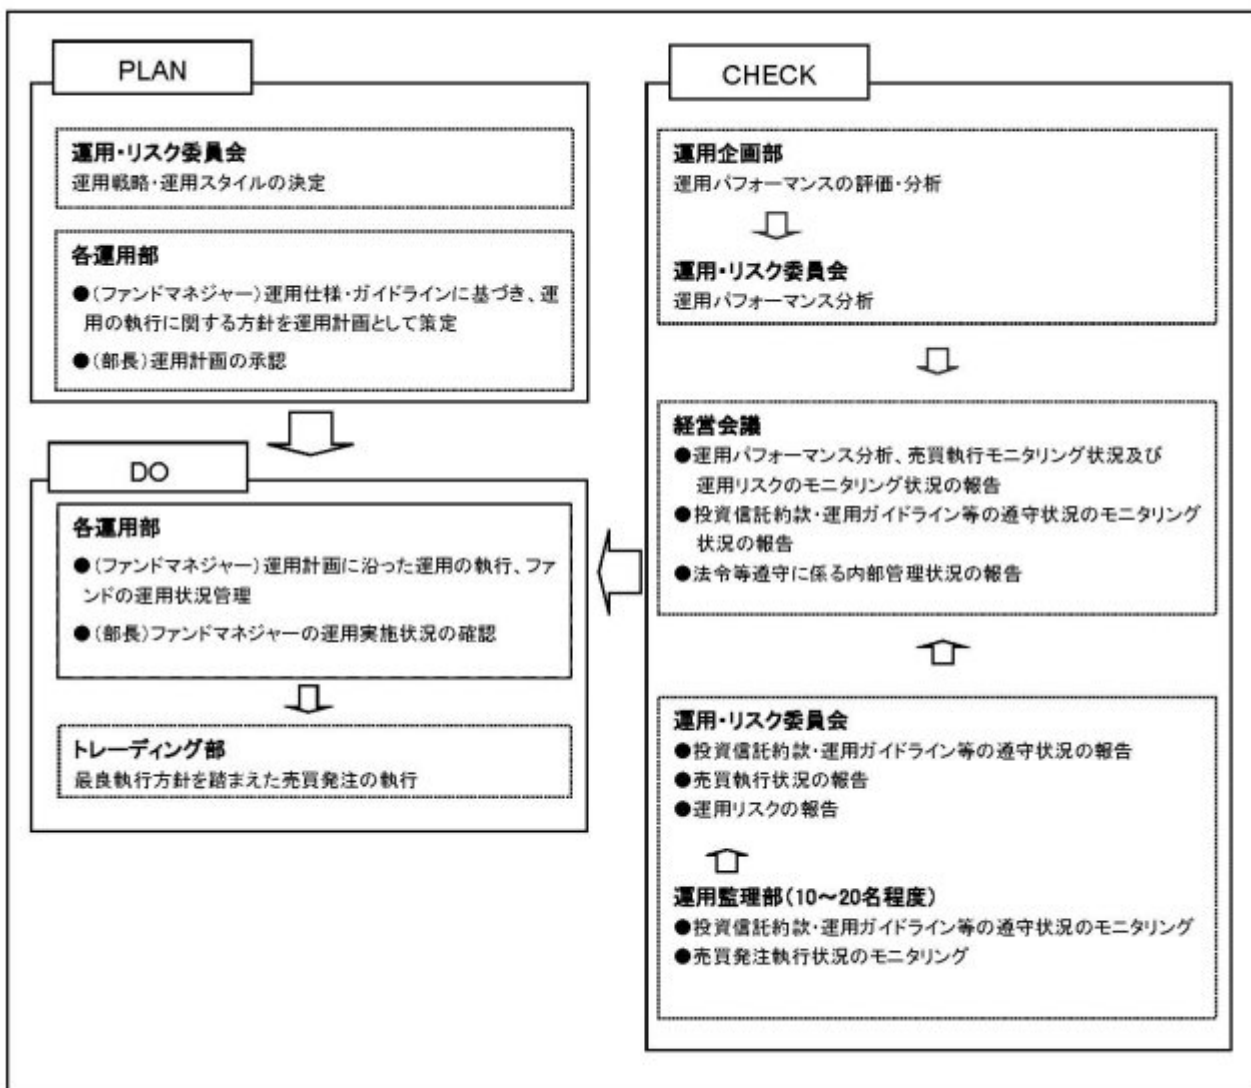 PLAN
運用・リスク委員会
運用戦略・運用スタイルの決定
各運用部
●(ファンドマネジャー)運用仕様・ガイドラインに基づき、運
用の執行に関する方針を運用計画として策定
●(部長)運用計画の承認
DO
各運用部
●(ファンドマネジャー)運用計画に沿った運用の執行、ファ
ンドの運用状況管理
●(部長)ファンドマネジャーの運用実施状況の確認
トレーディング部
最良執行方針を踏まえた売買発注の執行
CHECK
運用企画部
運用パフォーマンスの評価・分析
運用・リスク委員会
運用パフォーマンス分析
経営会議
●運用パフォーマンス分析、売買執行モニタリング状況及び
運用リスクのモニタリング状況の報告
●投資信託約款・運用ガイドライン等の遵守状況のモニタリング
状況の報告
●法令等遵守に係る内部管理状況の報告
運用・リスク委員会
●投資信託約款・運用ガイドライン等の遵守状況の報告
●売買執行状況の報告
●運用リスクの報告
運用監理部(10～20名程度)
●投資信託約款・運用ガイドライン等の遵守状況のモニタリング
●売買発注執行状況のモニタリング